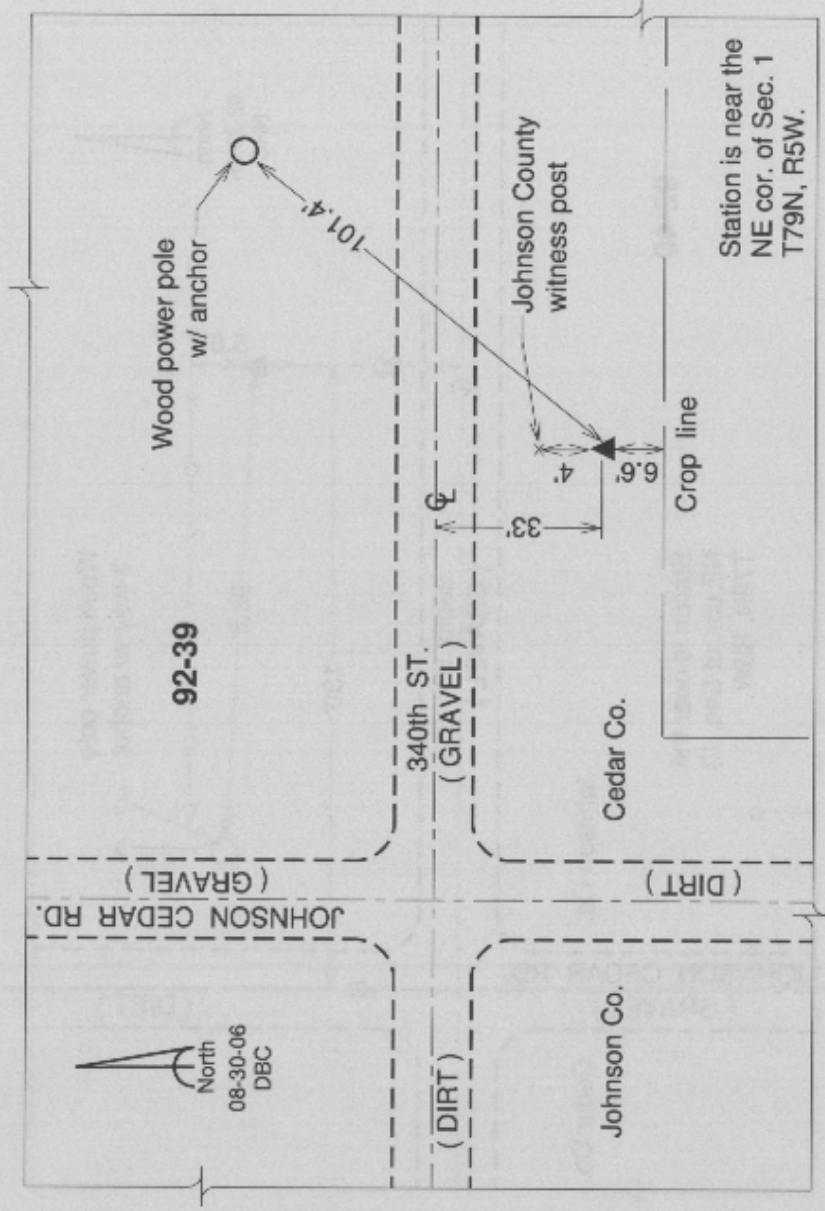 North
08-30-06
DBC
92-39
Wood power pole
w/ anchor
101.4'
JOHNSON CEDAR RD.
( GRAVEL )
340th ST.
( GRAVEL )
( DIRT )
℄
33'
Johnson County
witness post
4'
6.6'
Crop line
Johnson Co.
Cedar Co.
( DIRT )
Station is near the
NE cor. of Sec. 1
T79N, R5W.